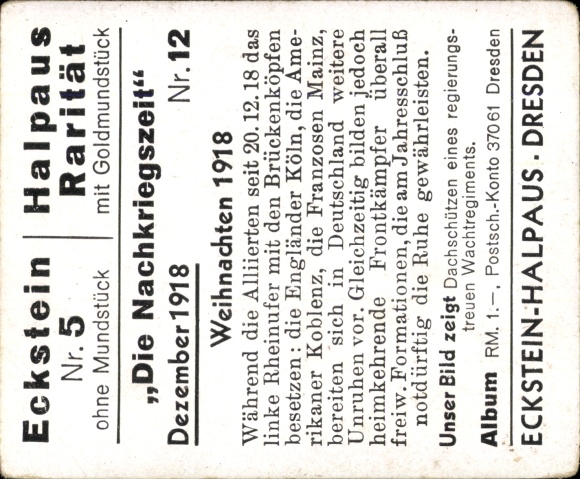 Eckstein Halpaus
Nr. 5 Rarität
ohne Mundstück mit Goldmundstück
„Die Nachkriegszeit“
Dezember 1918 Nr. 12
Weihnachten 1918
Während die Alliierten seit 20. 12. 18 das
linke Rheinufer mit den Brückenköpfen
besetzen: die Engländer Köln, die Ame-
rikaner Koblenz, die Franzosen Mainz,
bereiten sich in Deutschland weitere
Unruhen vor. Gleichzeitig bilden jedoch
heimkehrende Frontkämpfer überall
freiw. Formationen, die am Jahresschluß
notdürftig die Ruhe gewährleisten.
Unser Bild zeigt Dachschützen eines regierungs-
treuen Wachtregiments.
Album RM. 1.–, Postsch.-Konto 37061 Dresden
ECKSTEIN-HALPAUS · DRESDEN